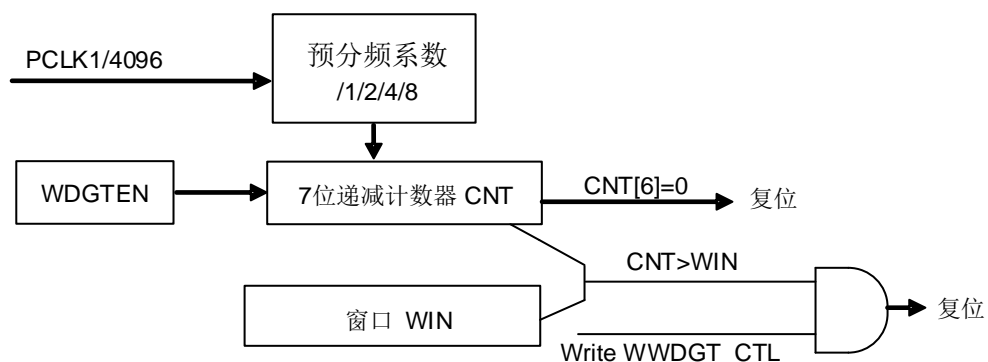 PCLK1/4096
预分频系数
/1/2/4/8
WDGTEN
7位递减计数器 CNT
CNT[6]=0
复位
CNT>WIN
窗口 WIN
复位
Write WWDGT_CTL